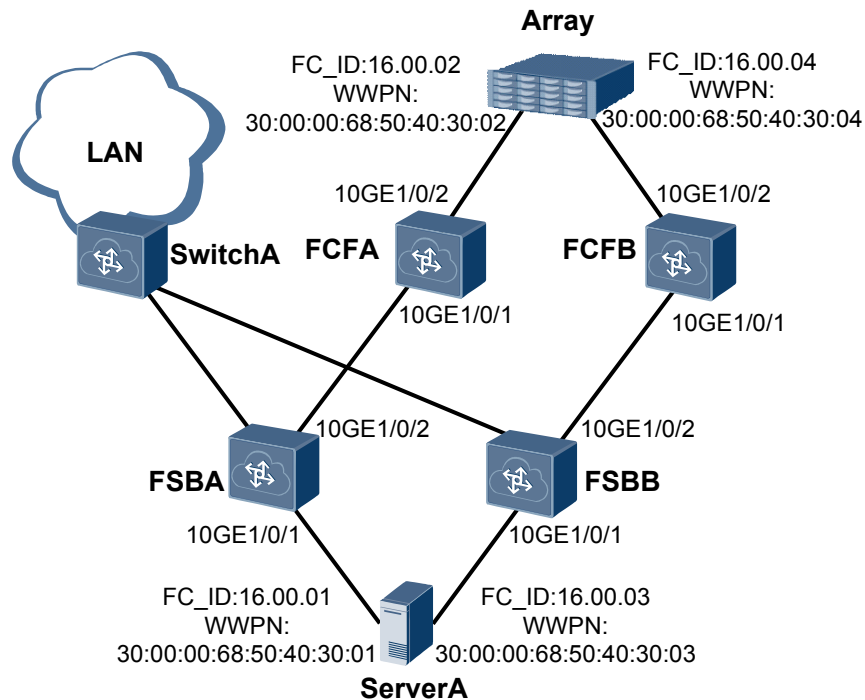 Array
FC_ID:16.00.02
WWPN:
30:00:00:68:50:40:30:02
FC_ID:16.00.04
WWPN:
30:00:00:68:50:40:30:04
LAN
10GE1/0/2
10GE1/0/2
SwitchA
FCFA
FCFB
10GE1/0/1
10GE1/0/1
10GE1/0/2
10GE1/0/2
FSBA
FSBB
10GE1/0/1
10GE1/0/1
FC_ID:16.00.01
WWPN:
30:00:00:68:50:40:30:01
FC_ID:16.00.03
WWPN:
30:00:00:68:50:40:30:03
ServerA